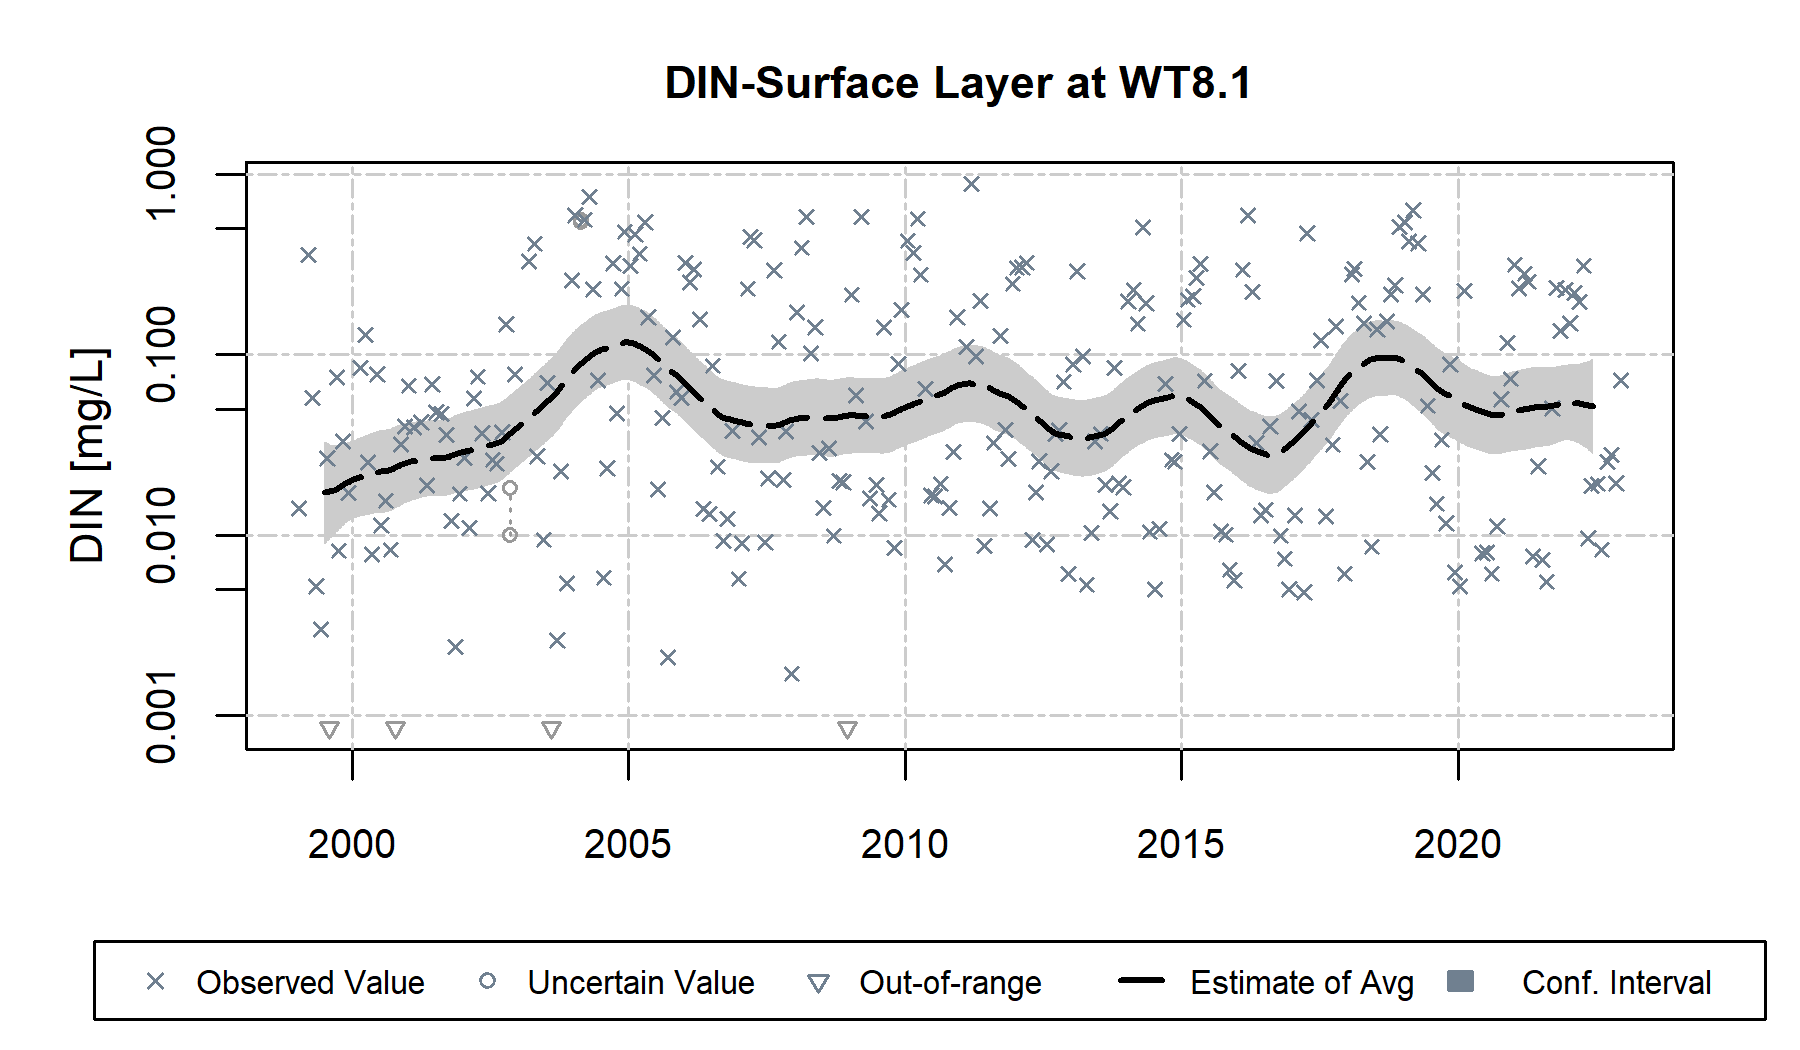 DIN-Surface Layer at WT8.1
DIN [mg/L]
1.000
0.100
0.010
0.001
2000 2005 2010 2015 2020
Observed Value Uncertain Value Out-of-range Estimate of Avg Conf. Interval